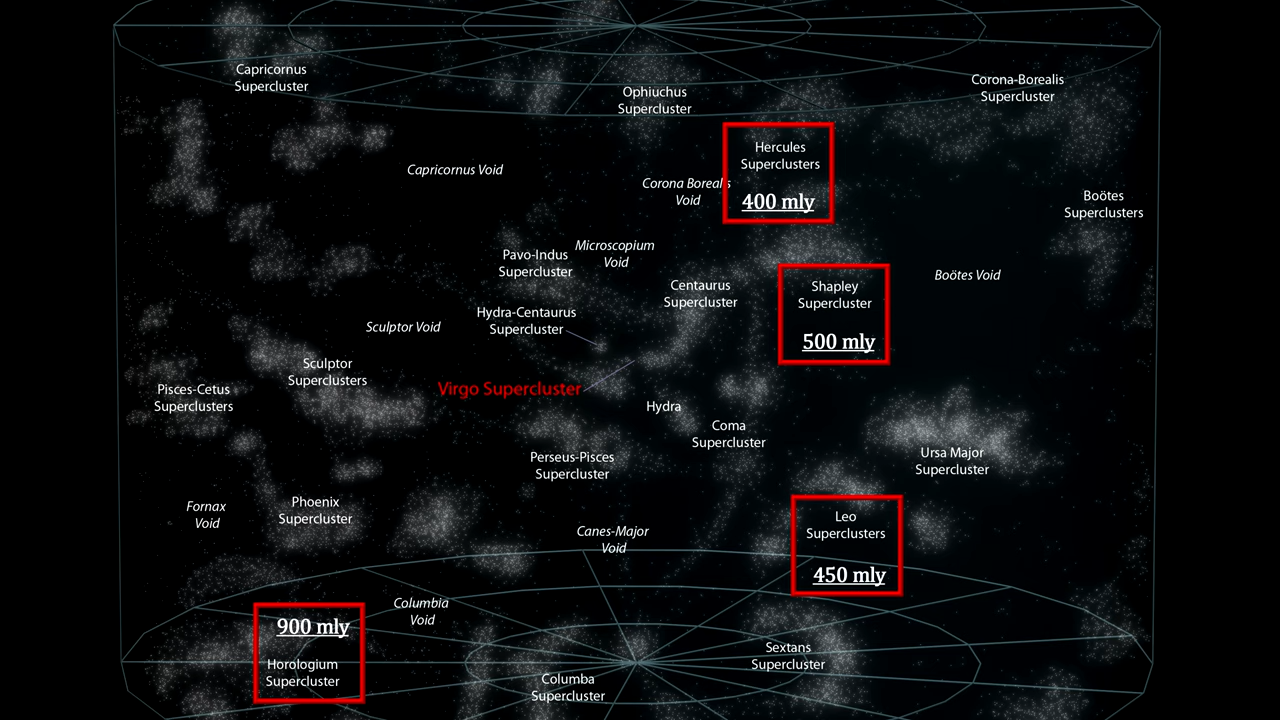 Capricornus
Supercluster
Ophiuchus
Supercluster
Corona-Borealis
Supercluster
Hercules
Superclusters
400 mly
Capricornus Void
Corona Borealis
Void
Boötes
Superclusters
Microscopium
Void
Pavo-Indus
Supercluster
Centaurus
Supercluster
Shapley
Supercluster
500 mly
Boötes Void
Hydra-Centaurus
Supercluster
Sculptor Void
Sculptor
Superclusters
Pisces-Cetus
Superclusters
Virgo Supercluster
Hydra
Coma
Supercluster
Perseus-Pisces
Supercluster
Ursa Major
Supercluster
Fornax
Void
Phoenix
Supercluster
Canes-Major
Void
Leo
Superclusters
450 mly
Columbia
Void
900 mly
Horologium
Supercluster
Columba
Supercluster
Sextans
Supercluster